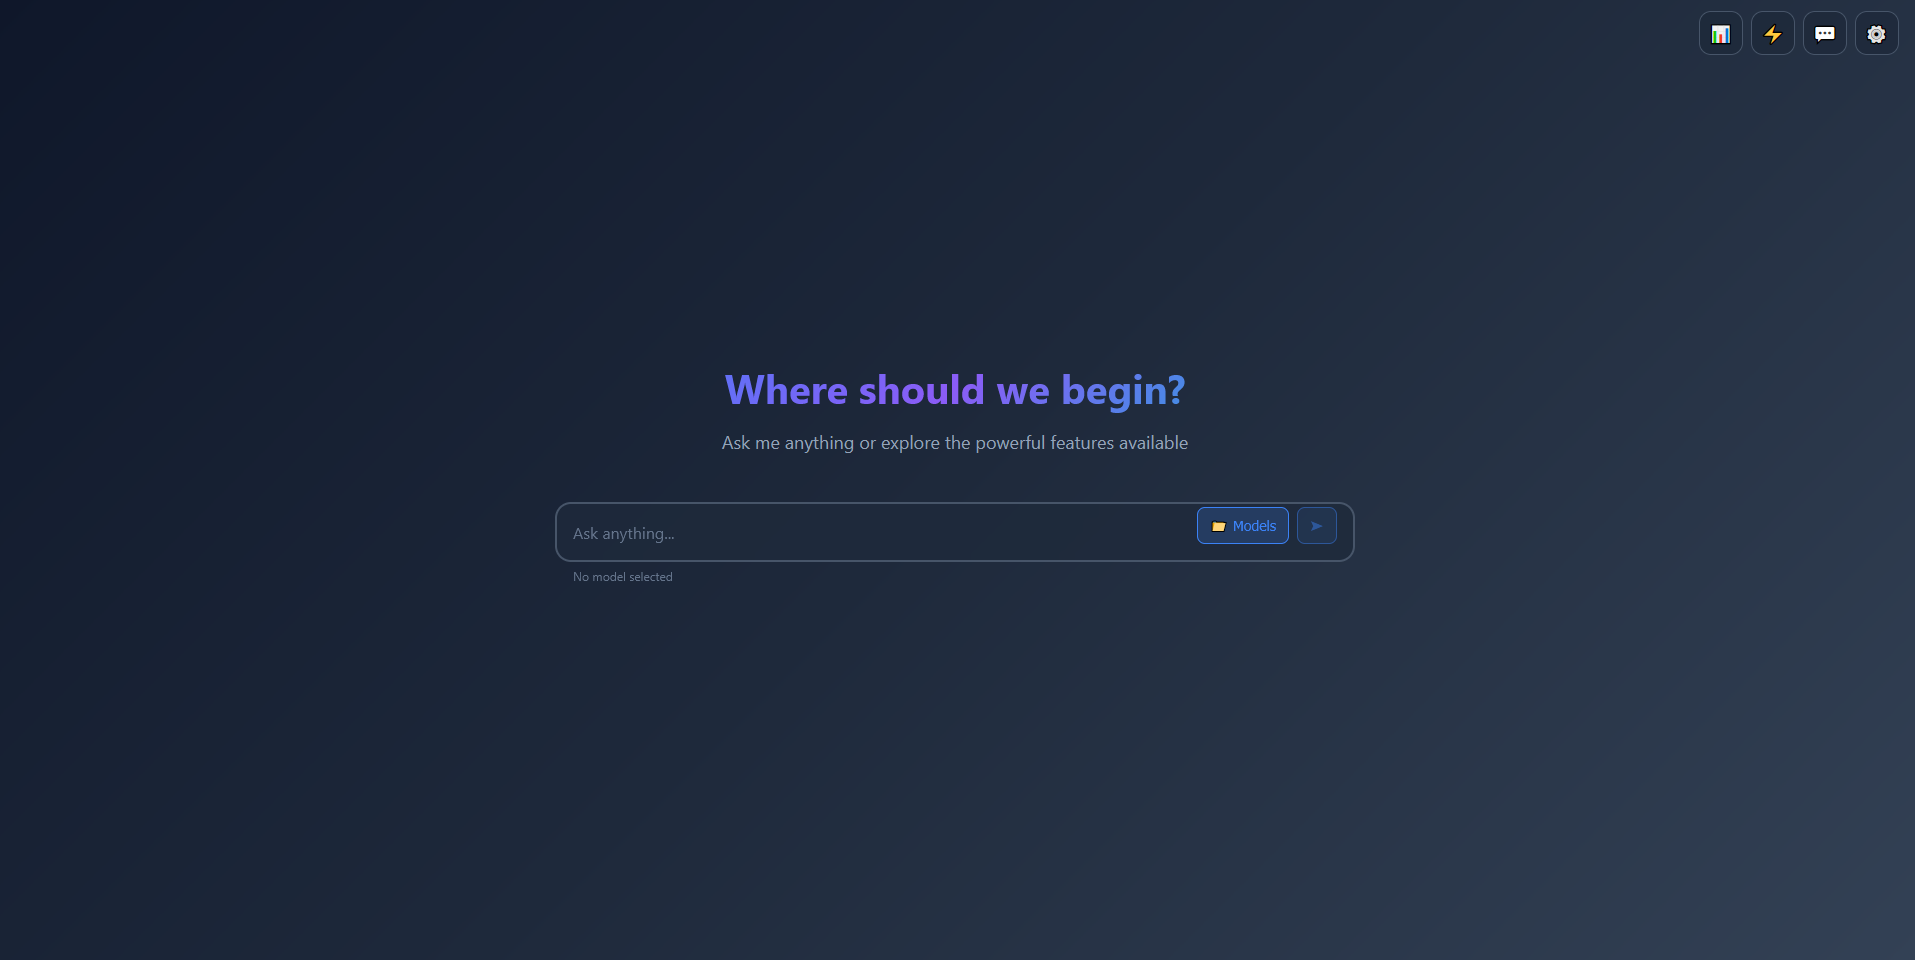 Where should we begin?
Ask me anything or explore the powerful features available
Ask anything...
Models
No model selected